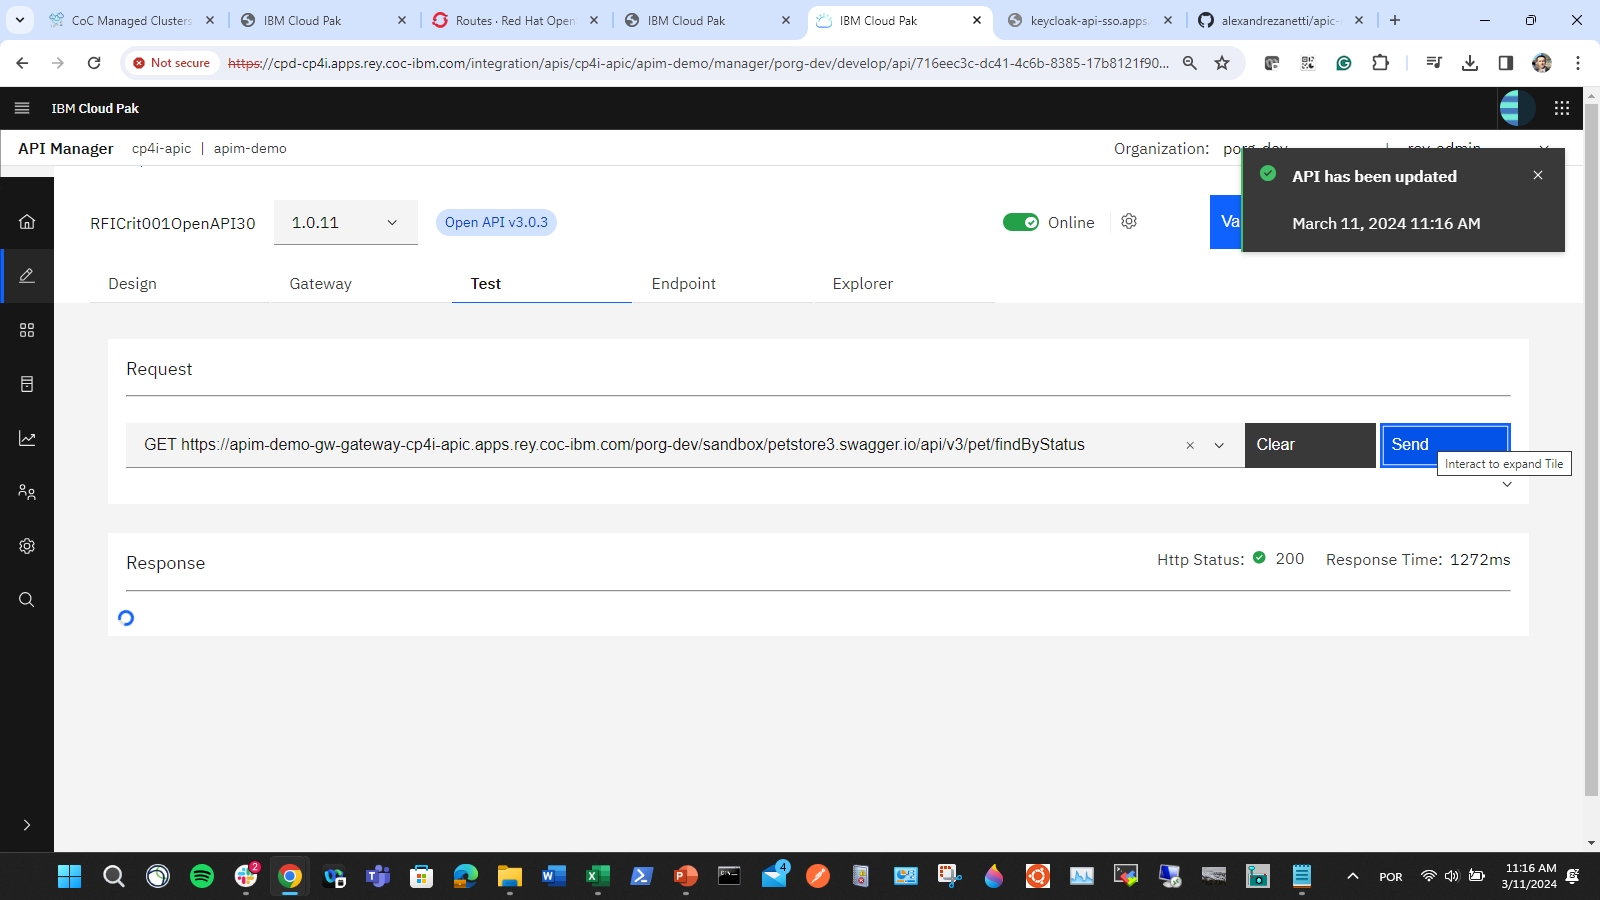 CoC Managed Clusters
IBM Cloud Pak
Routes · Red Hat Open
IBM Cloud Pak
IBM Cloud Pak
keycloak-api-sso.apps.
alexandrezanetti/apic-
Not secure
https://cpd-cp4i.apps.rey.coc-ibm.com/integration/apis/cp4i-apic/apim-demo/manager/porg-dev/develop/api/716eec3c-dc41-4c6b-8385-17b8121f90...
IBM Cloud Pak
API Manager cp4i-apic | apim-demo
Organization: porg-dev
API has been updated
March 11, 2024 11:16 AM
RFICrit001OpenAPI30
1.0.11
Open API v3.0.3
Online
Va
Design
Gateway
Test
Endpoint
Explorer
Request
GET https://apim-demo-gw-gateway-cp4i-apic.apps.rey.coc-ibm.com/porg-dev/sandbox/petstore3.swagger.io/api/v3/pet/findByStatus
Clear
Send
Interact to expand Tile
Response
Http Status: 200 Response Time: 1272ms
2
4
POR
11:16 AM
3/11/2024